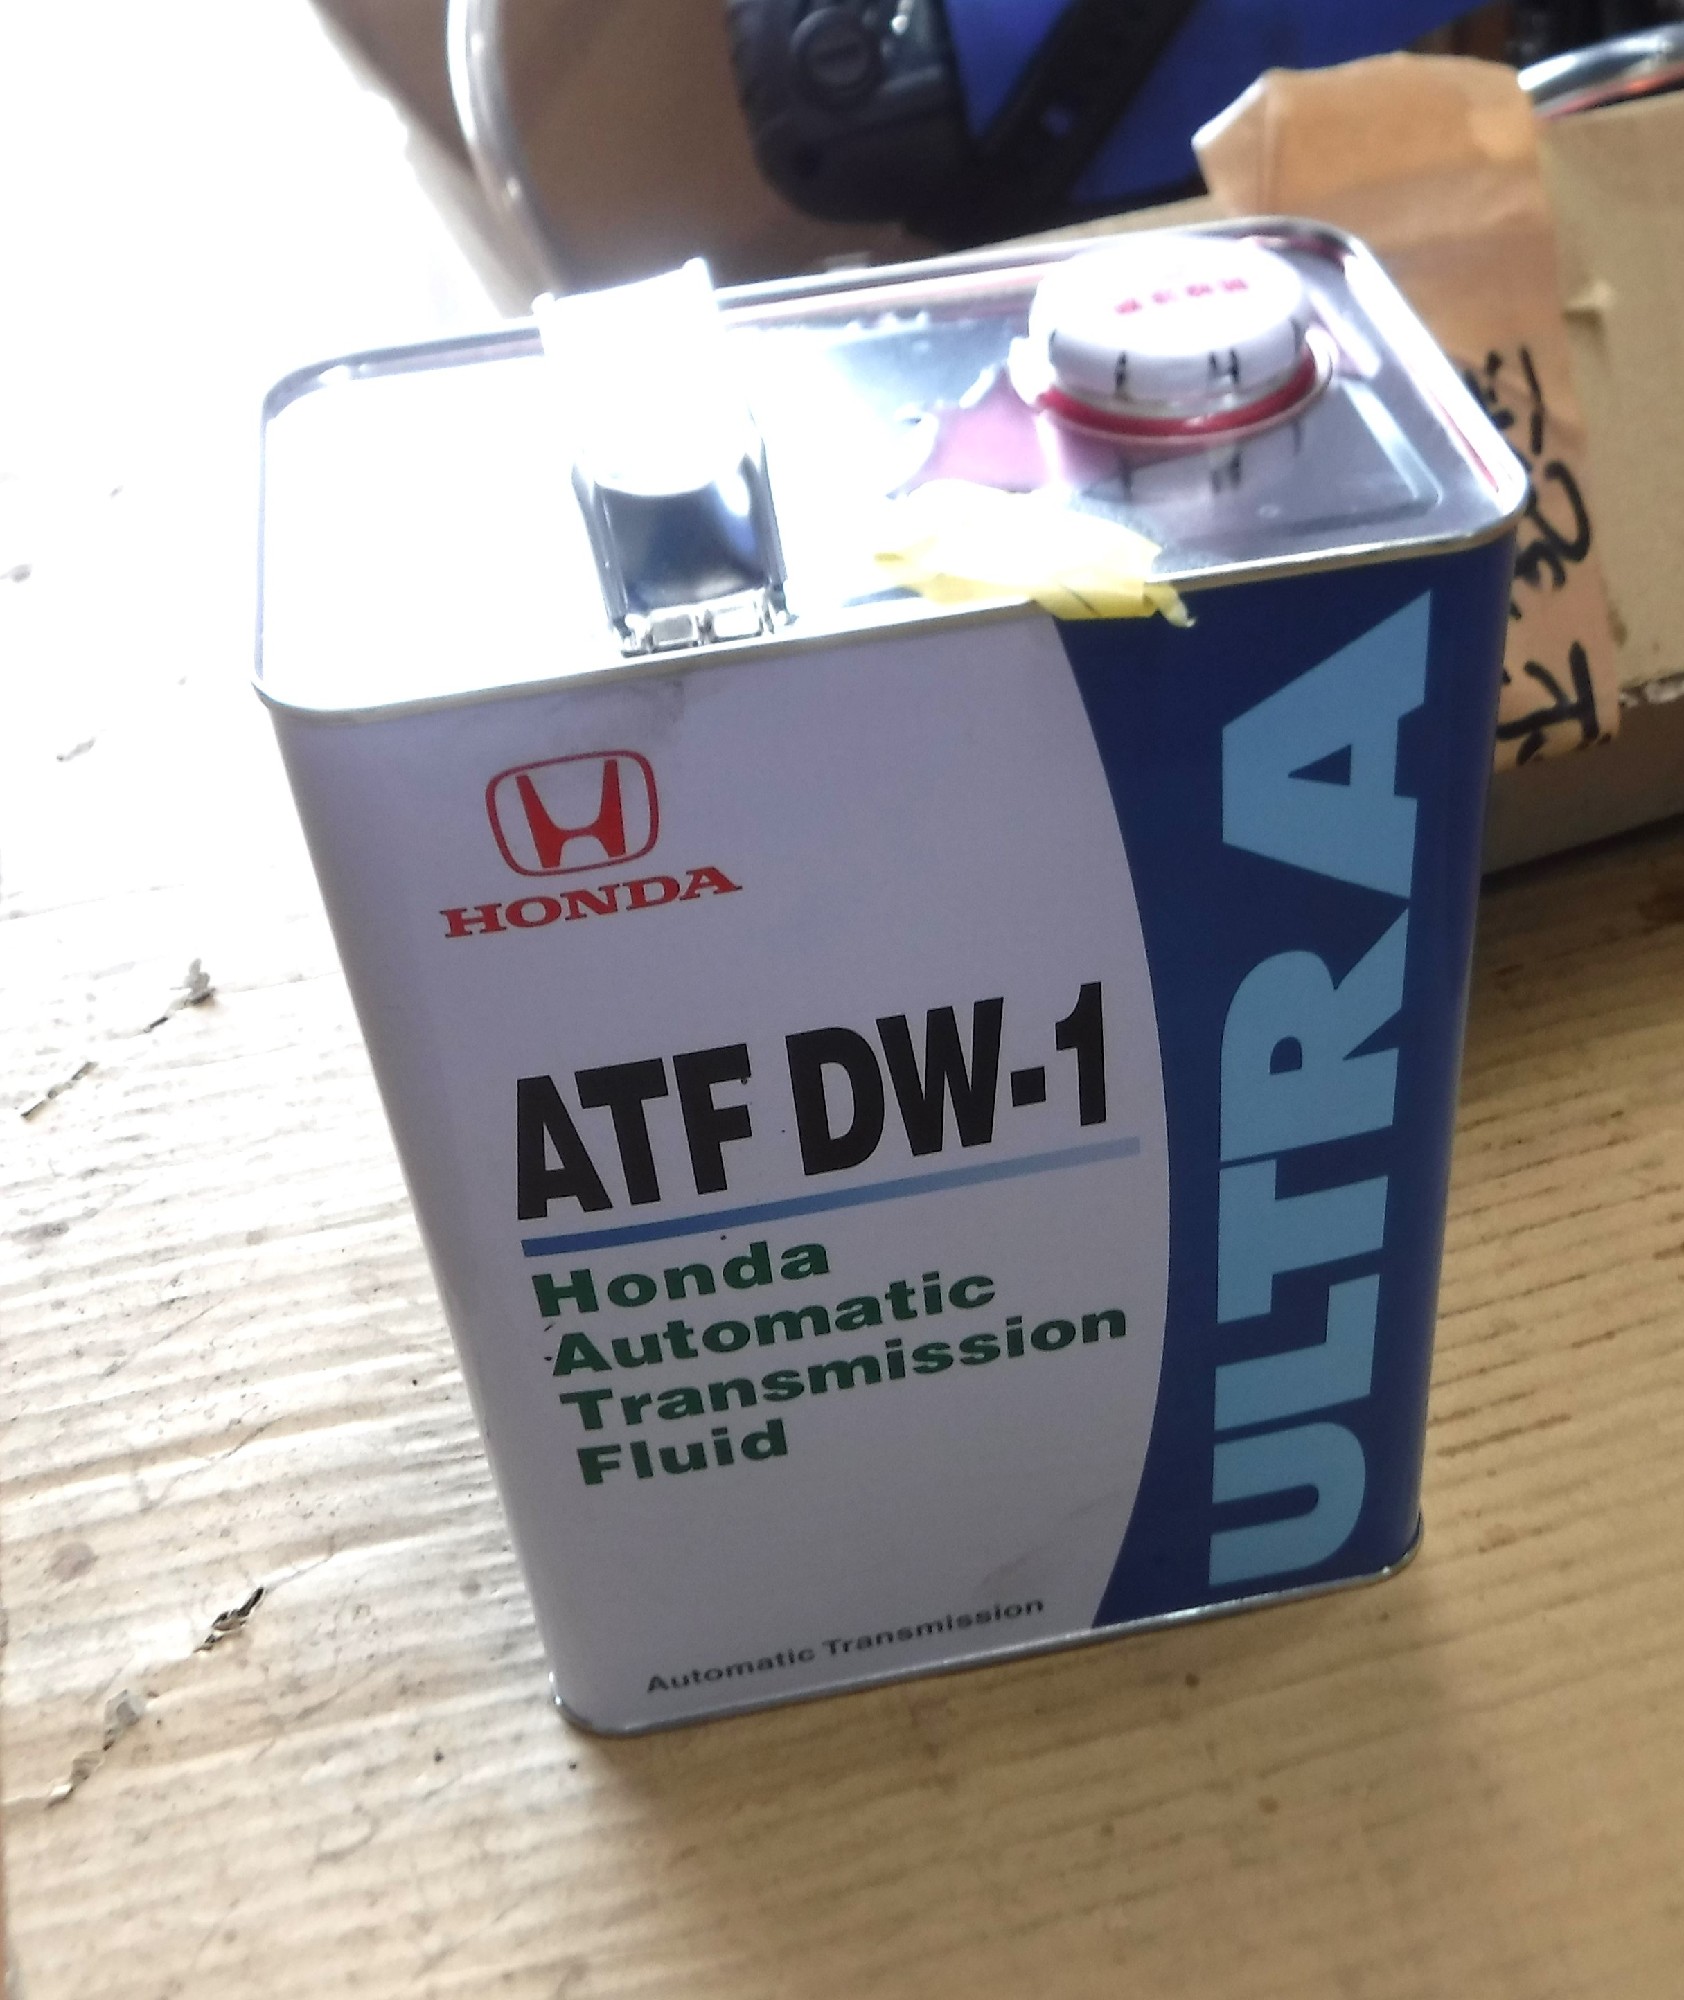 HONDA
ATF DW-1
Honda
Automatic
Transmission
Fluid
Automatic Transmission
ULTRA